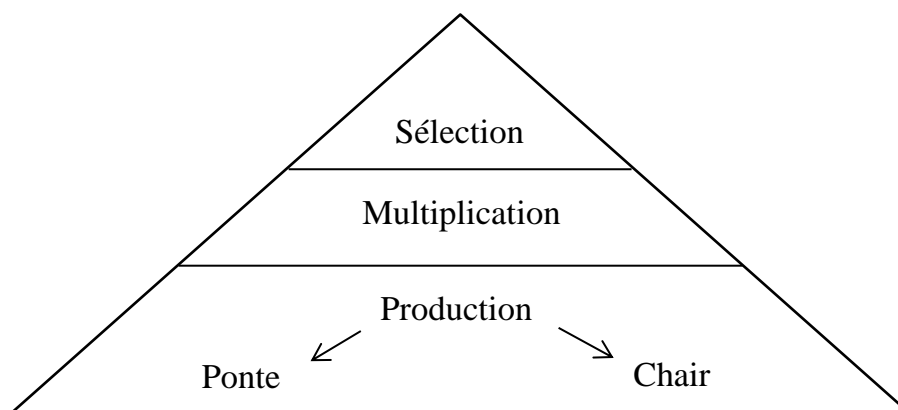 Sélection
Multiplication
Production
Ponte
Chair